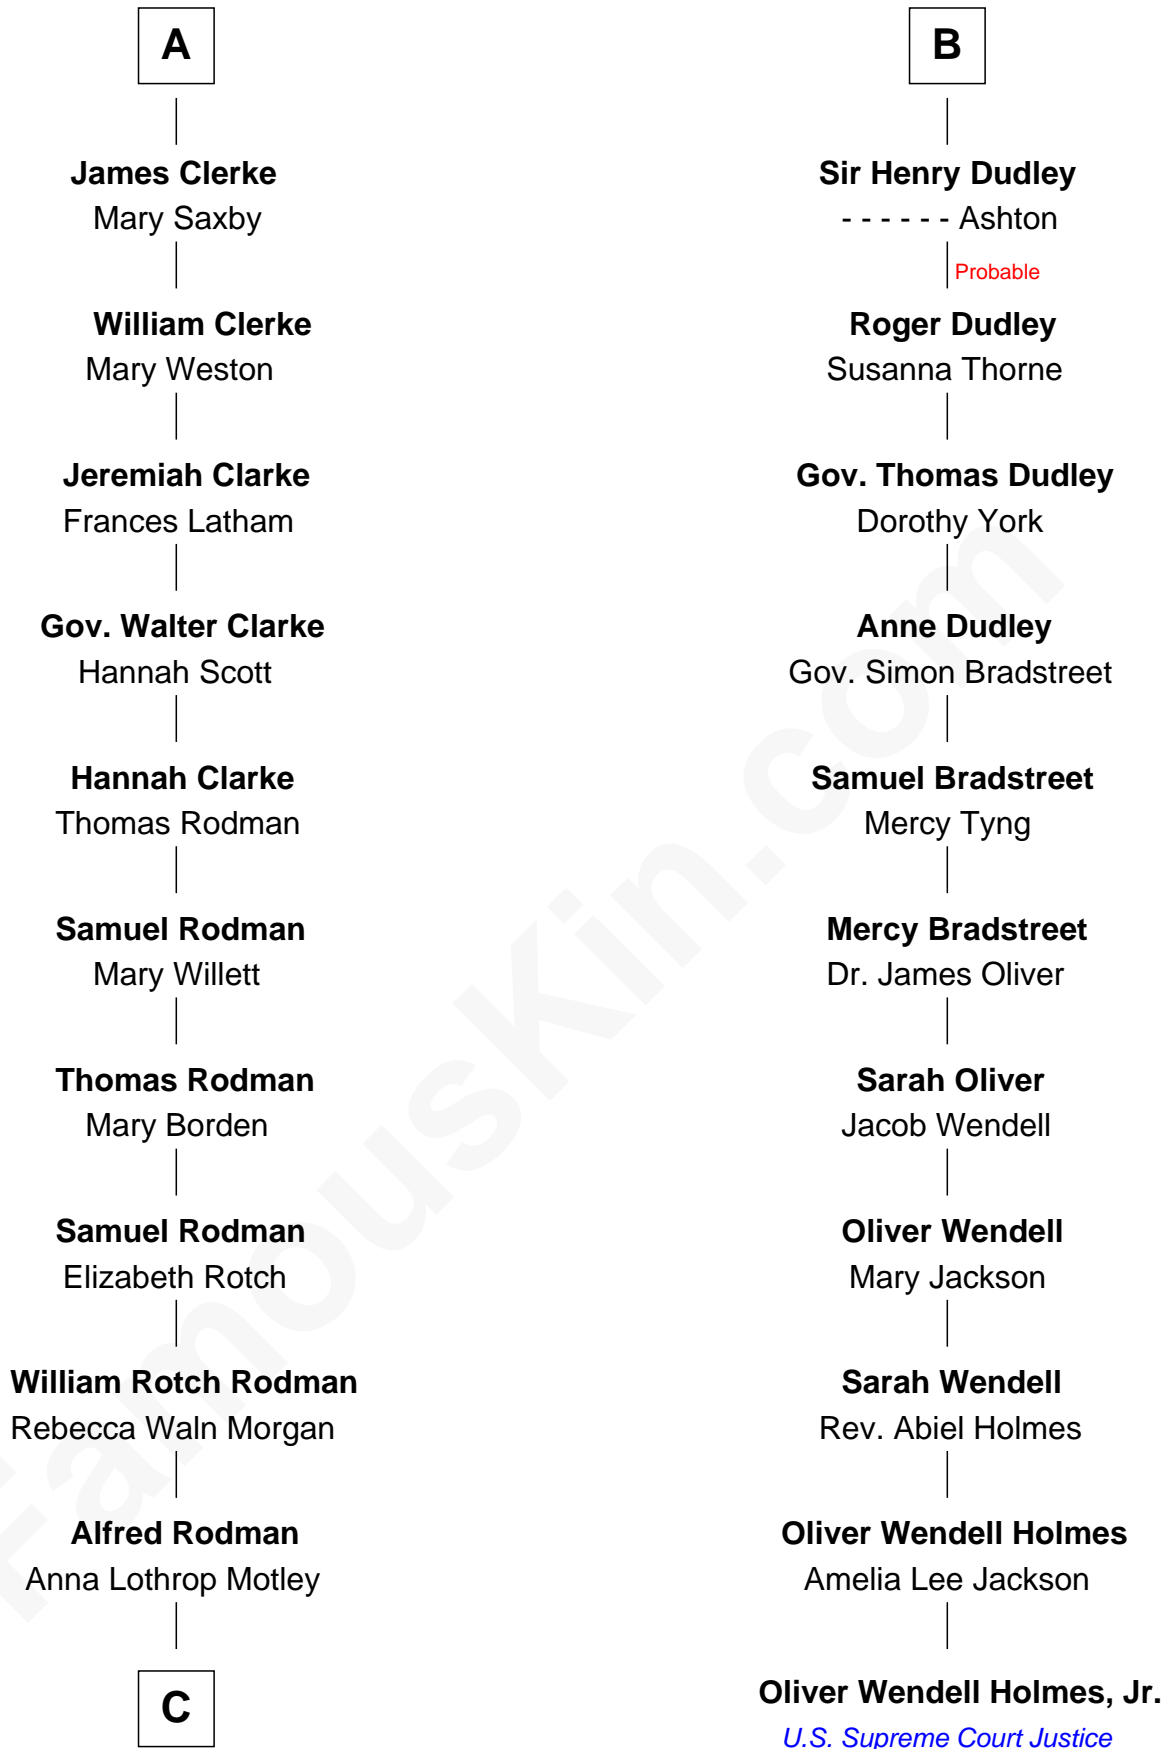 A
James Clerke
Mary Saxby
William Clerke
Mary Weston
Jeremiah Clarke
Frances Latham
Gov. Walter Clarke
Hannah Scott
Hannah Clarke
Thomas Rodman
Samuel Rodman
Mary Willett
Thomas Rodman
Mary Borden
Samuel Rodman
Elizabeth Rotch
William Rotch Rodman
Rebecca Waln Morgan
Alfred Rodman
Anna Lothrop Motley
C
B
Sir Henry Dudley
- - - - - - Ashton
Probable
Roger Dudley
Susanna Thorne
Gov. Thomas Dudley
Dorothy York
Anne Dudley
Gov. Simon Bradstreet
Samuel Bradstreet
Mercy Tyng
Mercy Bradstreet
Dr. James Oliver
Sarah Oliver
Jacob Wendell
Oliver Wendell
Mary Jackson
Sarah Wendell
Rev. Abiel Holmes
Oliver Wendell Holmes
Amelia Lee Jackson
Oliver Wendell Holmes, Jr.
U.S. Supreme Court Justice
FamousKin.com